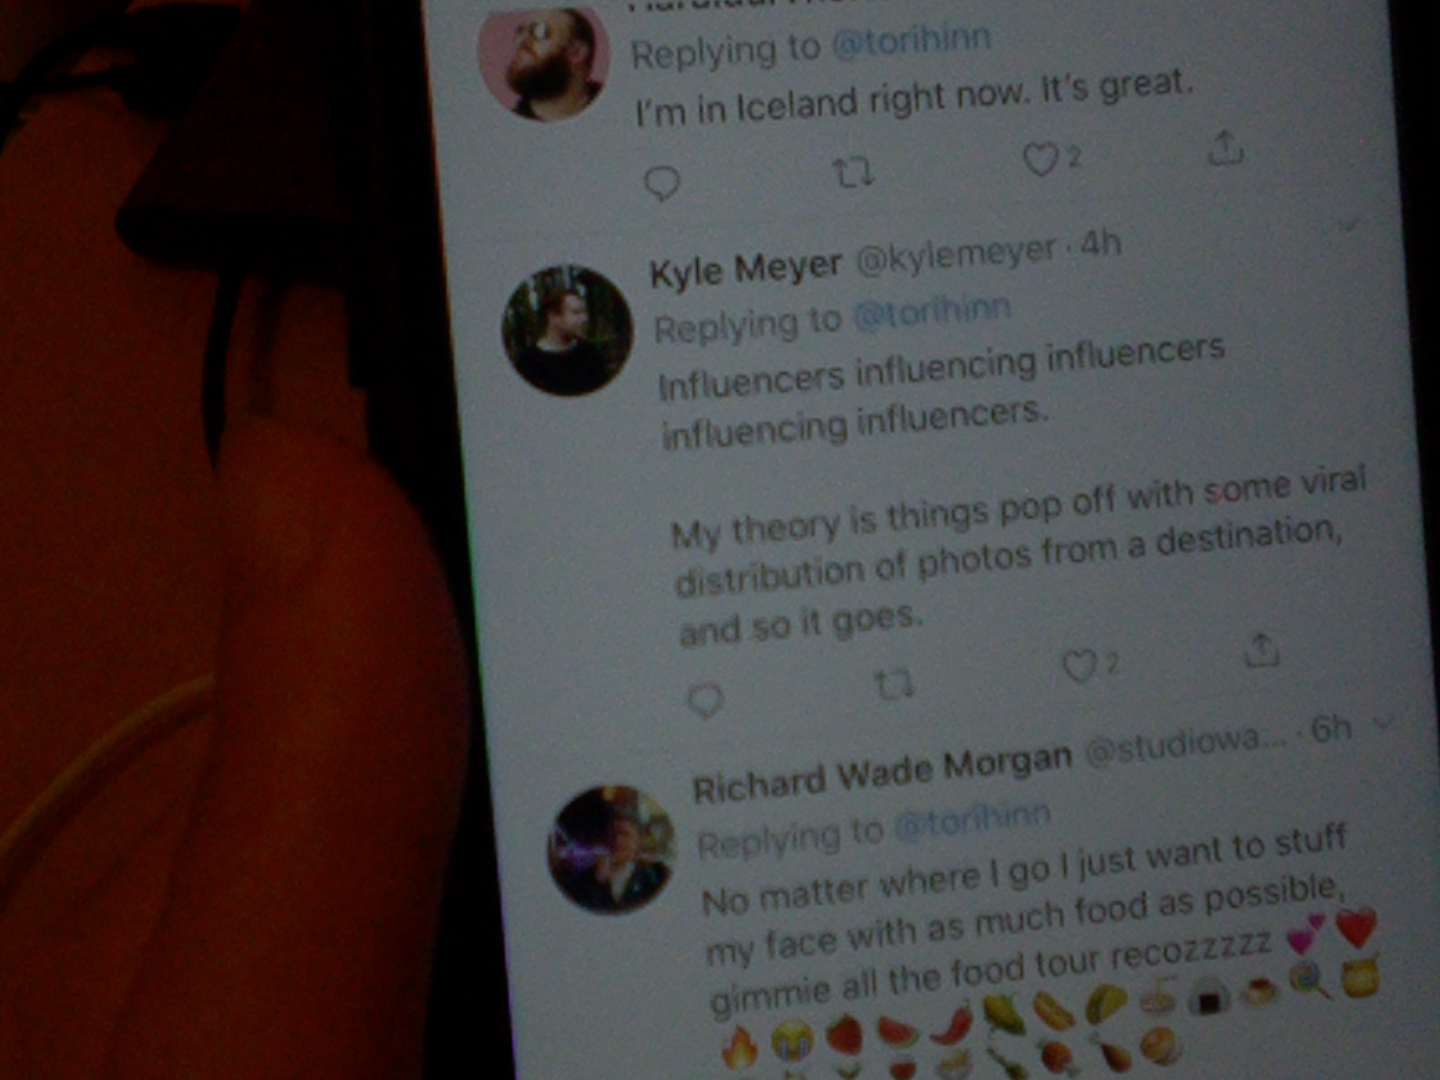 Replying to @torihinn
I'm in Iceland right now. It's great.
2
Kyle Meyer @kylemeyer · 4h
Replying to @torihinn
Influencers influencing influencers
influencing influencers.
My theory is things pop off with some viral
distribution of photos from a destination,
and so it goes.
2
Richard Wade Morgan @studiowa... · 6h
Replying to @torihinn
No matter where I go I just want to stuff
my face with as much food as possible,
gimmie all the food tour recozzzzz 💕 ❤️